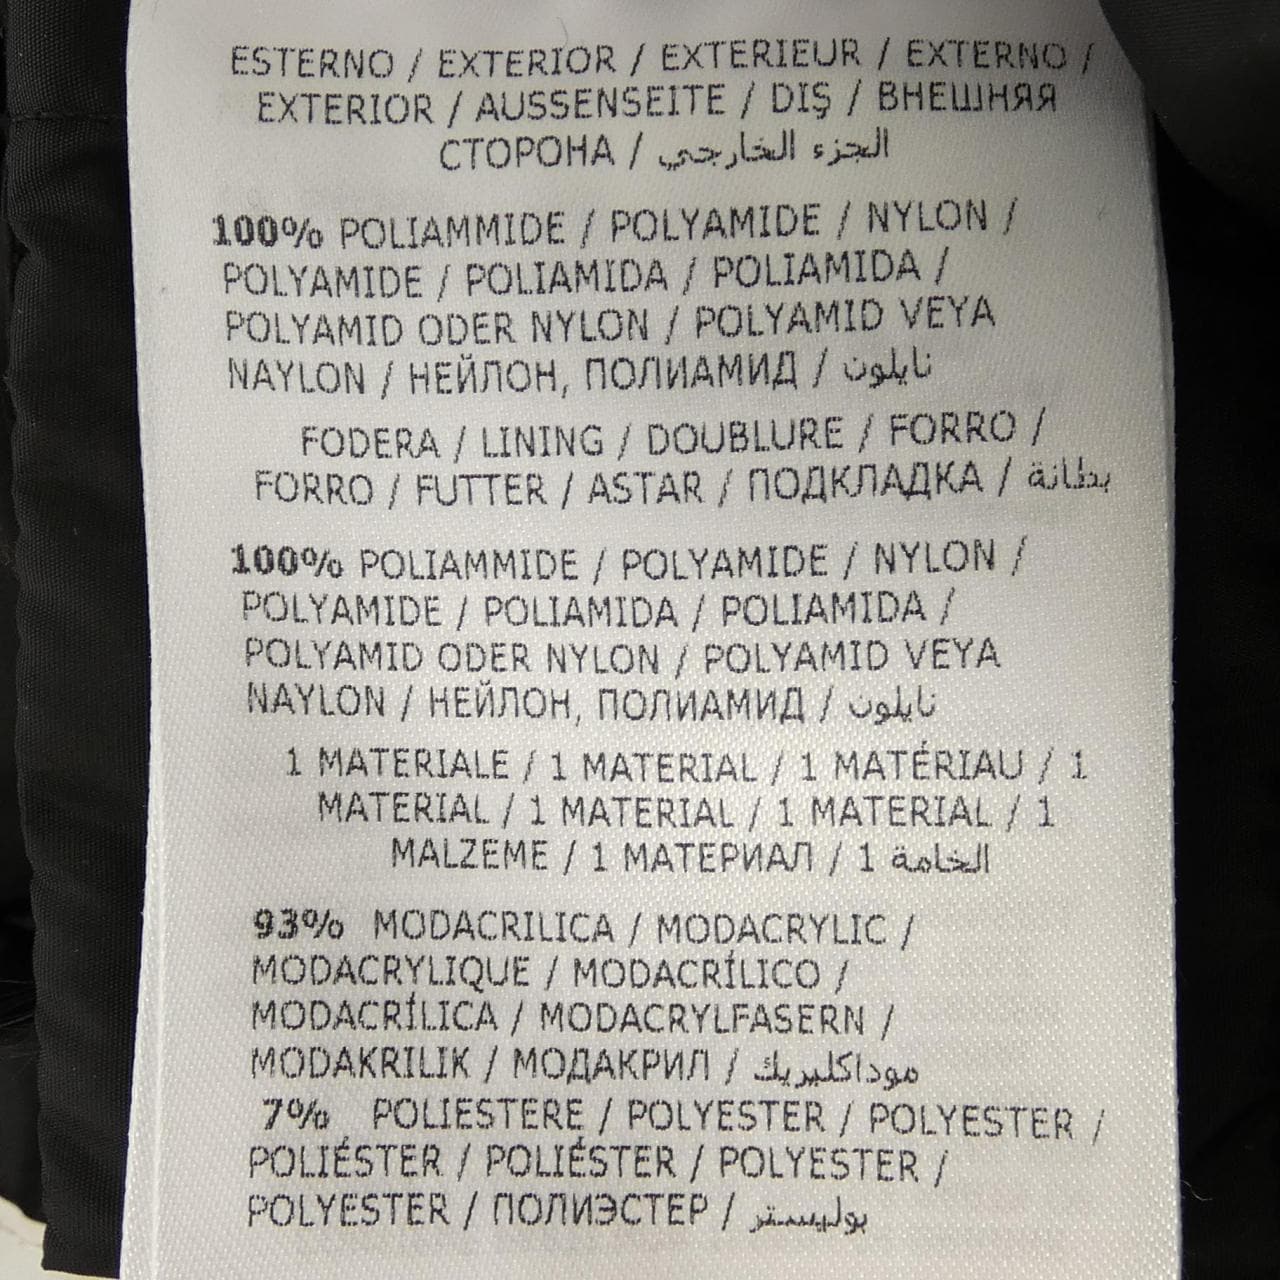 ESTERNO / EXTERIOR / EXTERIEUR / EXTERNO /
EXTERIOR / AUSSENSEITE / DIŞ / ВНЕШНЯЯ
СТОРОНА / الجزء الخارجي
100% POLIAMMIDE / POLYAMIDE / NYLON /
POLYAMIDE / POLIAMIDA / POLIAMIDA /
POLYAMID ODER NYLON / POLYAMID VEYA
NAYLON / НЕЙЛОН, ПОЛИАМИД / نايلون
FODERA / LINING / DOUBLURE / FORRO /
FORRO / FUTTER / ASTAR / ПОДКЛАДКА / بطانة
100% POLIAMMIDE / POLYAMIDE / NYLON /
POLYAMIDE / POLIAMIDA / POLIAMIDA /
POLYAMID ODER NYLON / POLYAMID VEYA
NAYLON / НЕЙЛОН, ПОЛИАМИД / نايلون
1 MATERIALE / 1 MATERIAL / 1 MATÉRIAU / 1
MATERIAL / 1 MATERIAL / 1 MATERIAL / 1
MALZEME / 1 МАТЕРИАЛ / 1 الخامة
93% MODACRILICA / MODACRYLIC /
MODACRYLIQUE / MODACRÍLICO /
MODACRÍLICA / MODACRYLFASERN /
MODAKRILIK / МОДАКРИЛ / موداكليريك
7% POLIESTERE / POLYESTER / POLYESTER /
POLIÉSTER / POLIÉSTER / POLYESTER /
POLYESTER / ПОЛИЭСТЕР / بوليستر